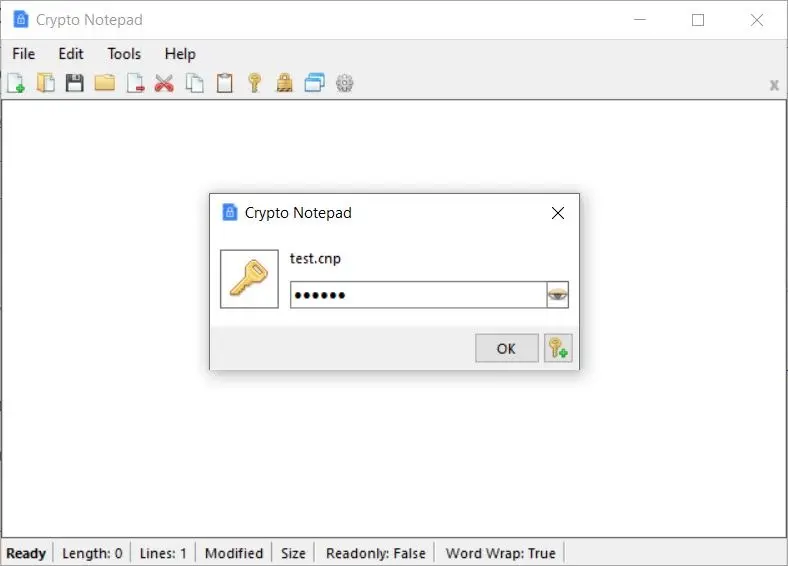 Crypto Notepad
File Edit Tools Help
Crypto Notepad
test.cnp
••••••
OK
Ready Length: 0 Lines: 1 Modified Size Readonly: False Word Wrap: True